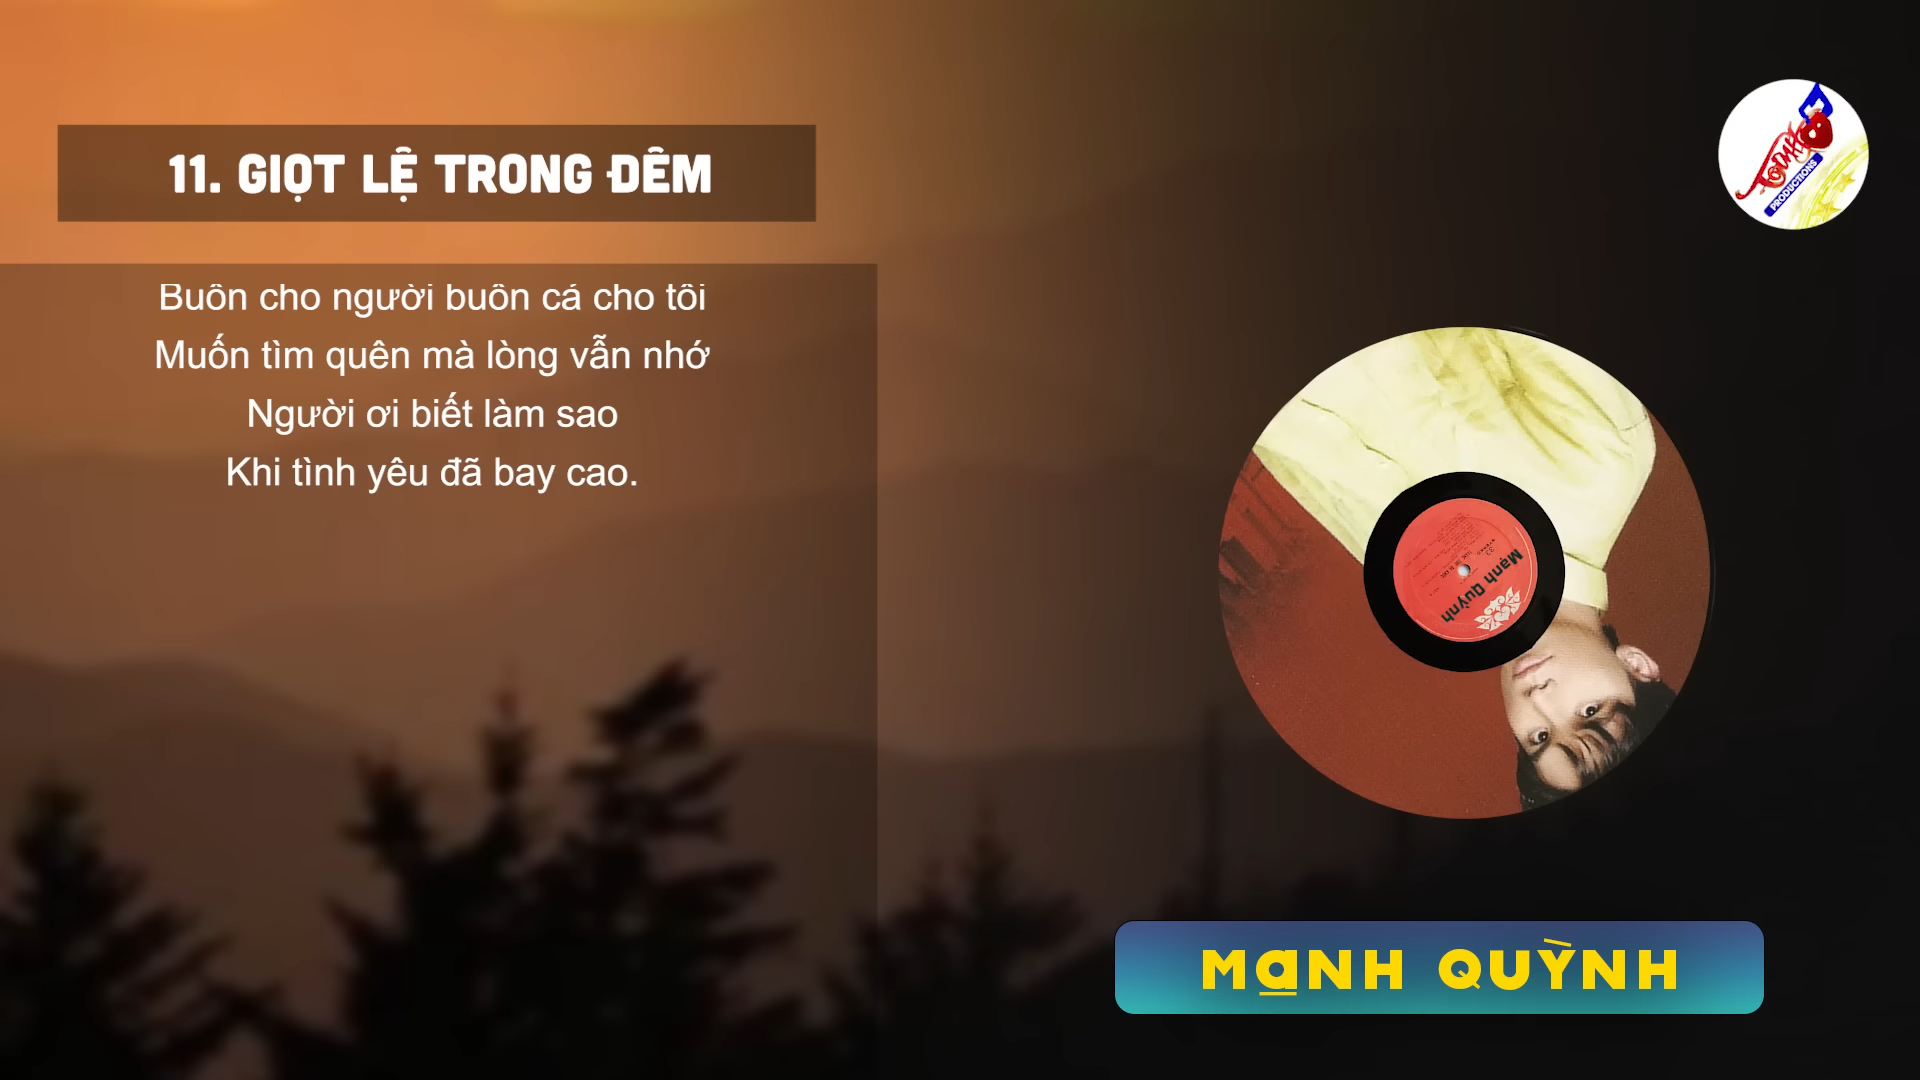 11. GIỌT LỆ TRONG ĐÊM
Buồn cho người buồn cả cho tôi
Muốn tìm quên mà lòng vẫn nhớ
Người ơi biết làm sao
Khi tình yêu đã bay cao.
PRODUCTIONS
Mạnh Quỳnh
MẠNH QUỲNH